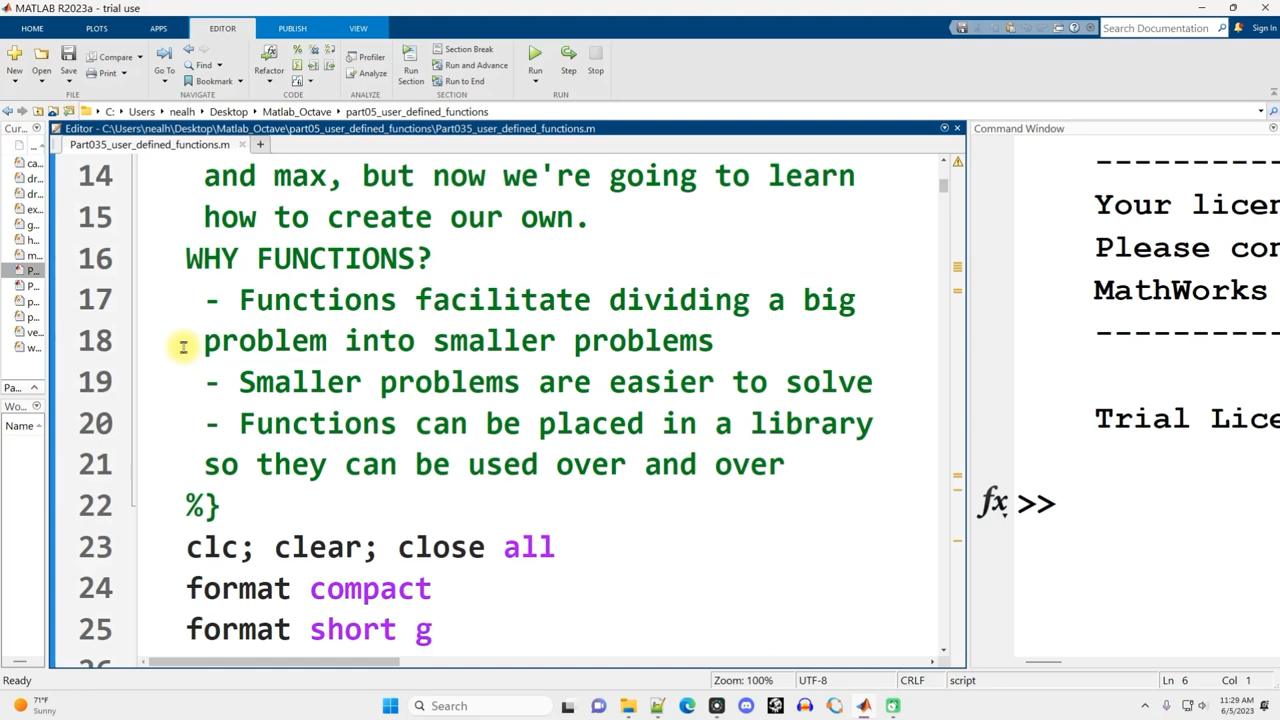 MATLAB R2023a - trial use
HOME PLOTS APPS EDITOR PUBLISH VIEW Search Documentation Sign In
New Open Save Compare Print Go To Find Bookmark Refactor Profiler Analyze Run Section Section Break Run and Advance Run to End Run Step Stop
FILE NAVIGATE CODE ANALYZE SECTION RUN
C: Users nealh Desktop Matlab_Octave part05_user_defined_functions
Cur... Editor - C:\Users\nealh\Desktop\Matlab_Octave\part05_user_defined_functions\Part035_user_defined_functions.m Command Window
Part035_user_defined_functions.m
14 and max, but now we're going to learn
15 how to create our own.
16 WHY FUNCTIONS?
17 - Functions facilitate dividing a big
18 problem into smaller problems
19 - Smaller problems are easier to solve
20 - Functions can be placed in a library
21 so they can be used over and over
22 %}
23 clc; clear; close all
24 format compact
25 format short g
ca...
dr...
dr...
ex...
g...
h...
m...
P...
P...
p...
p...
ve...
w...
Pa...
Wo...
Name
----------
Your licen
Please con
MathWorks
----------
Trial Lice
fx >>
Ready Zoom: 100% UTF-8 CRLF script Ln 6 Col 1
71°F
Sunny
Search
11:29 AM
6/5/2023